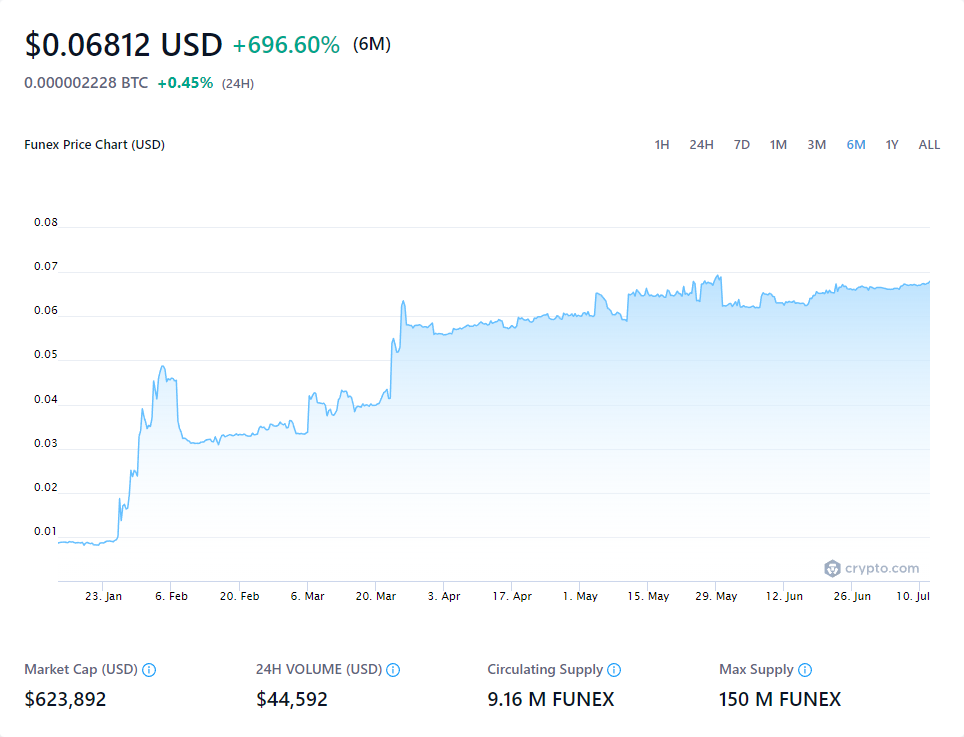 $0.06812 USD +696.60% (6M)
0.000002228 BTC +0.45% (24H)
Funex Price Chart (USD) 1H 24H 7D 1M 3M 6M 1Y ALL
0.08
0.07
0.06
0.05
0.04
0.03
0.02
0.01
crypto.com
23. Jan 6. Feb 20. Feb 6. Mar 20. Mar 3. Apr 17. Apr 1. May 15. May 29. May 12. Jun 26. Jun 10. Jul
Market Cap (USD) 24H VOLUME (USD) Circulating Supply Max Supply
$623,892 $44,592 9.16 M FUNEX 150 M FUNEX